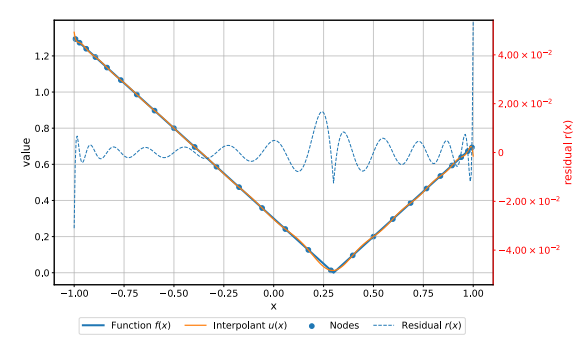 value
1.2
1.0
0.8
0.6
0.4
0.2
0.0
4.00 × 10⁻²
2.00 × 10⁻²
0
−2.00 × 10⁻²
−4.00 × 10⁻²
residual r(x)
−1.00 −0.75 −0.50 −0.25 0.00 0.25 0.50 0.75 1.00
x
Function f(x) Interpolant u(x) Nodes Residual r(x)